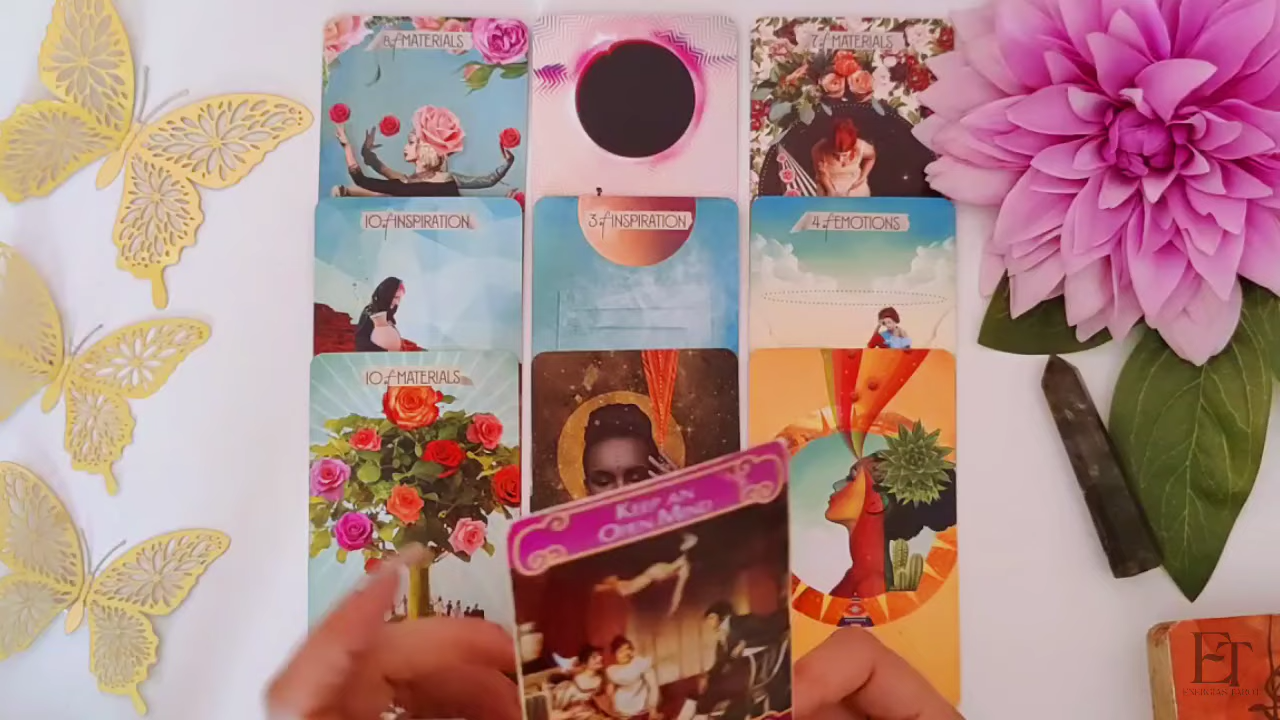 8 of MATERIALS
7 of MATERIALS
10 of INSPIRATION
3 of INSPIRATION
4 of EMOTIONS
10 of MATERIALS
KEEP AN
OPEN MIND
ET